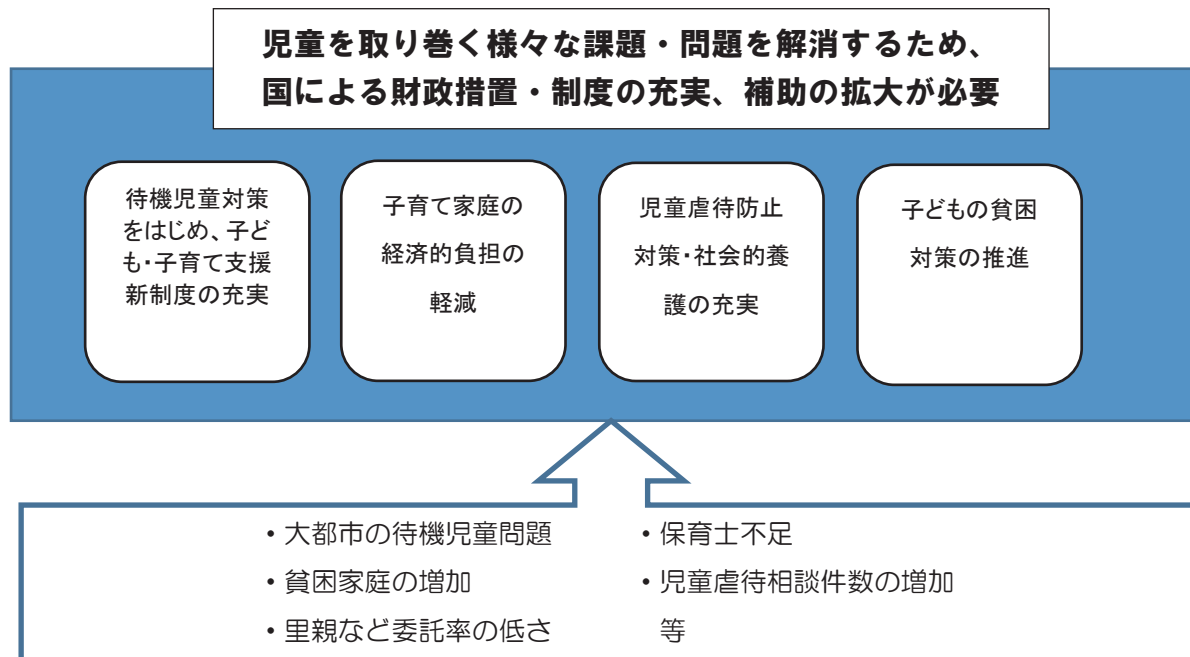 児童を取り巻く様々な課題・問題を解消するため、
国による財政措置・制度の充実、補助の拡大が必要
待機児童対策
をはじめ、子ど
も・子育て支援
新制度の充実
子育て家庭の
経済的負担の
軽減
児童虐待防止
対策・社会的養
護の充実
子どもの貧困
対策の推進
・大都市の待機児童問題
・貧困家庭の増加
・里親など委託率の低さ
・保育士不足
・児童虐待相談件数の増加
等